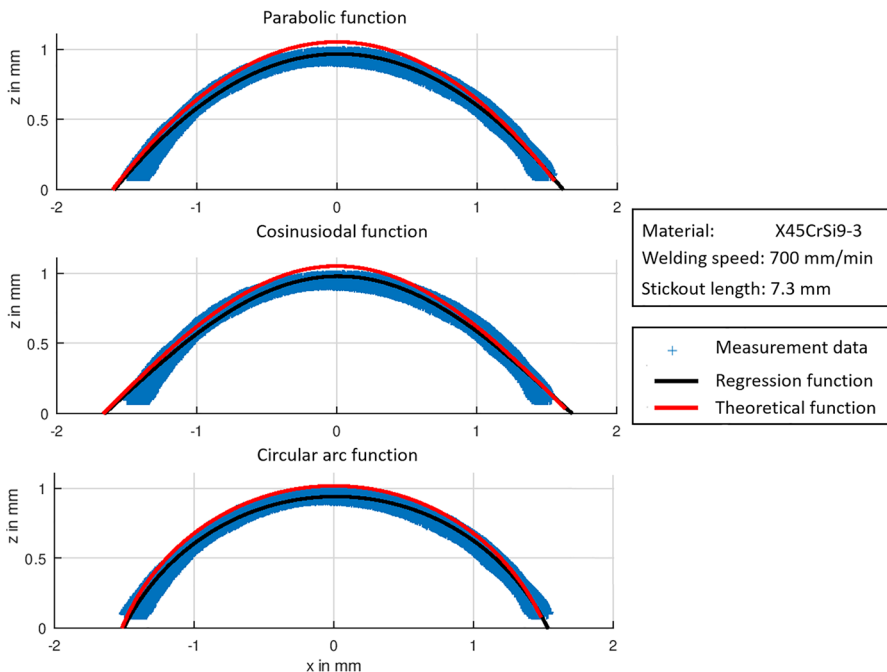 Parabolic function
z in mm
1
0.5
0
-2
-1
0
1
2
Cosinusiodal function
z in mm
1
0.5
0
-2
-1
0
1
2
Circular arc function
z in mm
1
0.5
0
-2
-1
0
1
2
x in mm
Material: X45CrSi9-3
Welding speed: 700 mm/min
Stickout length: 7.3 mm
Measurement data
Regression function
Theoretical function